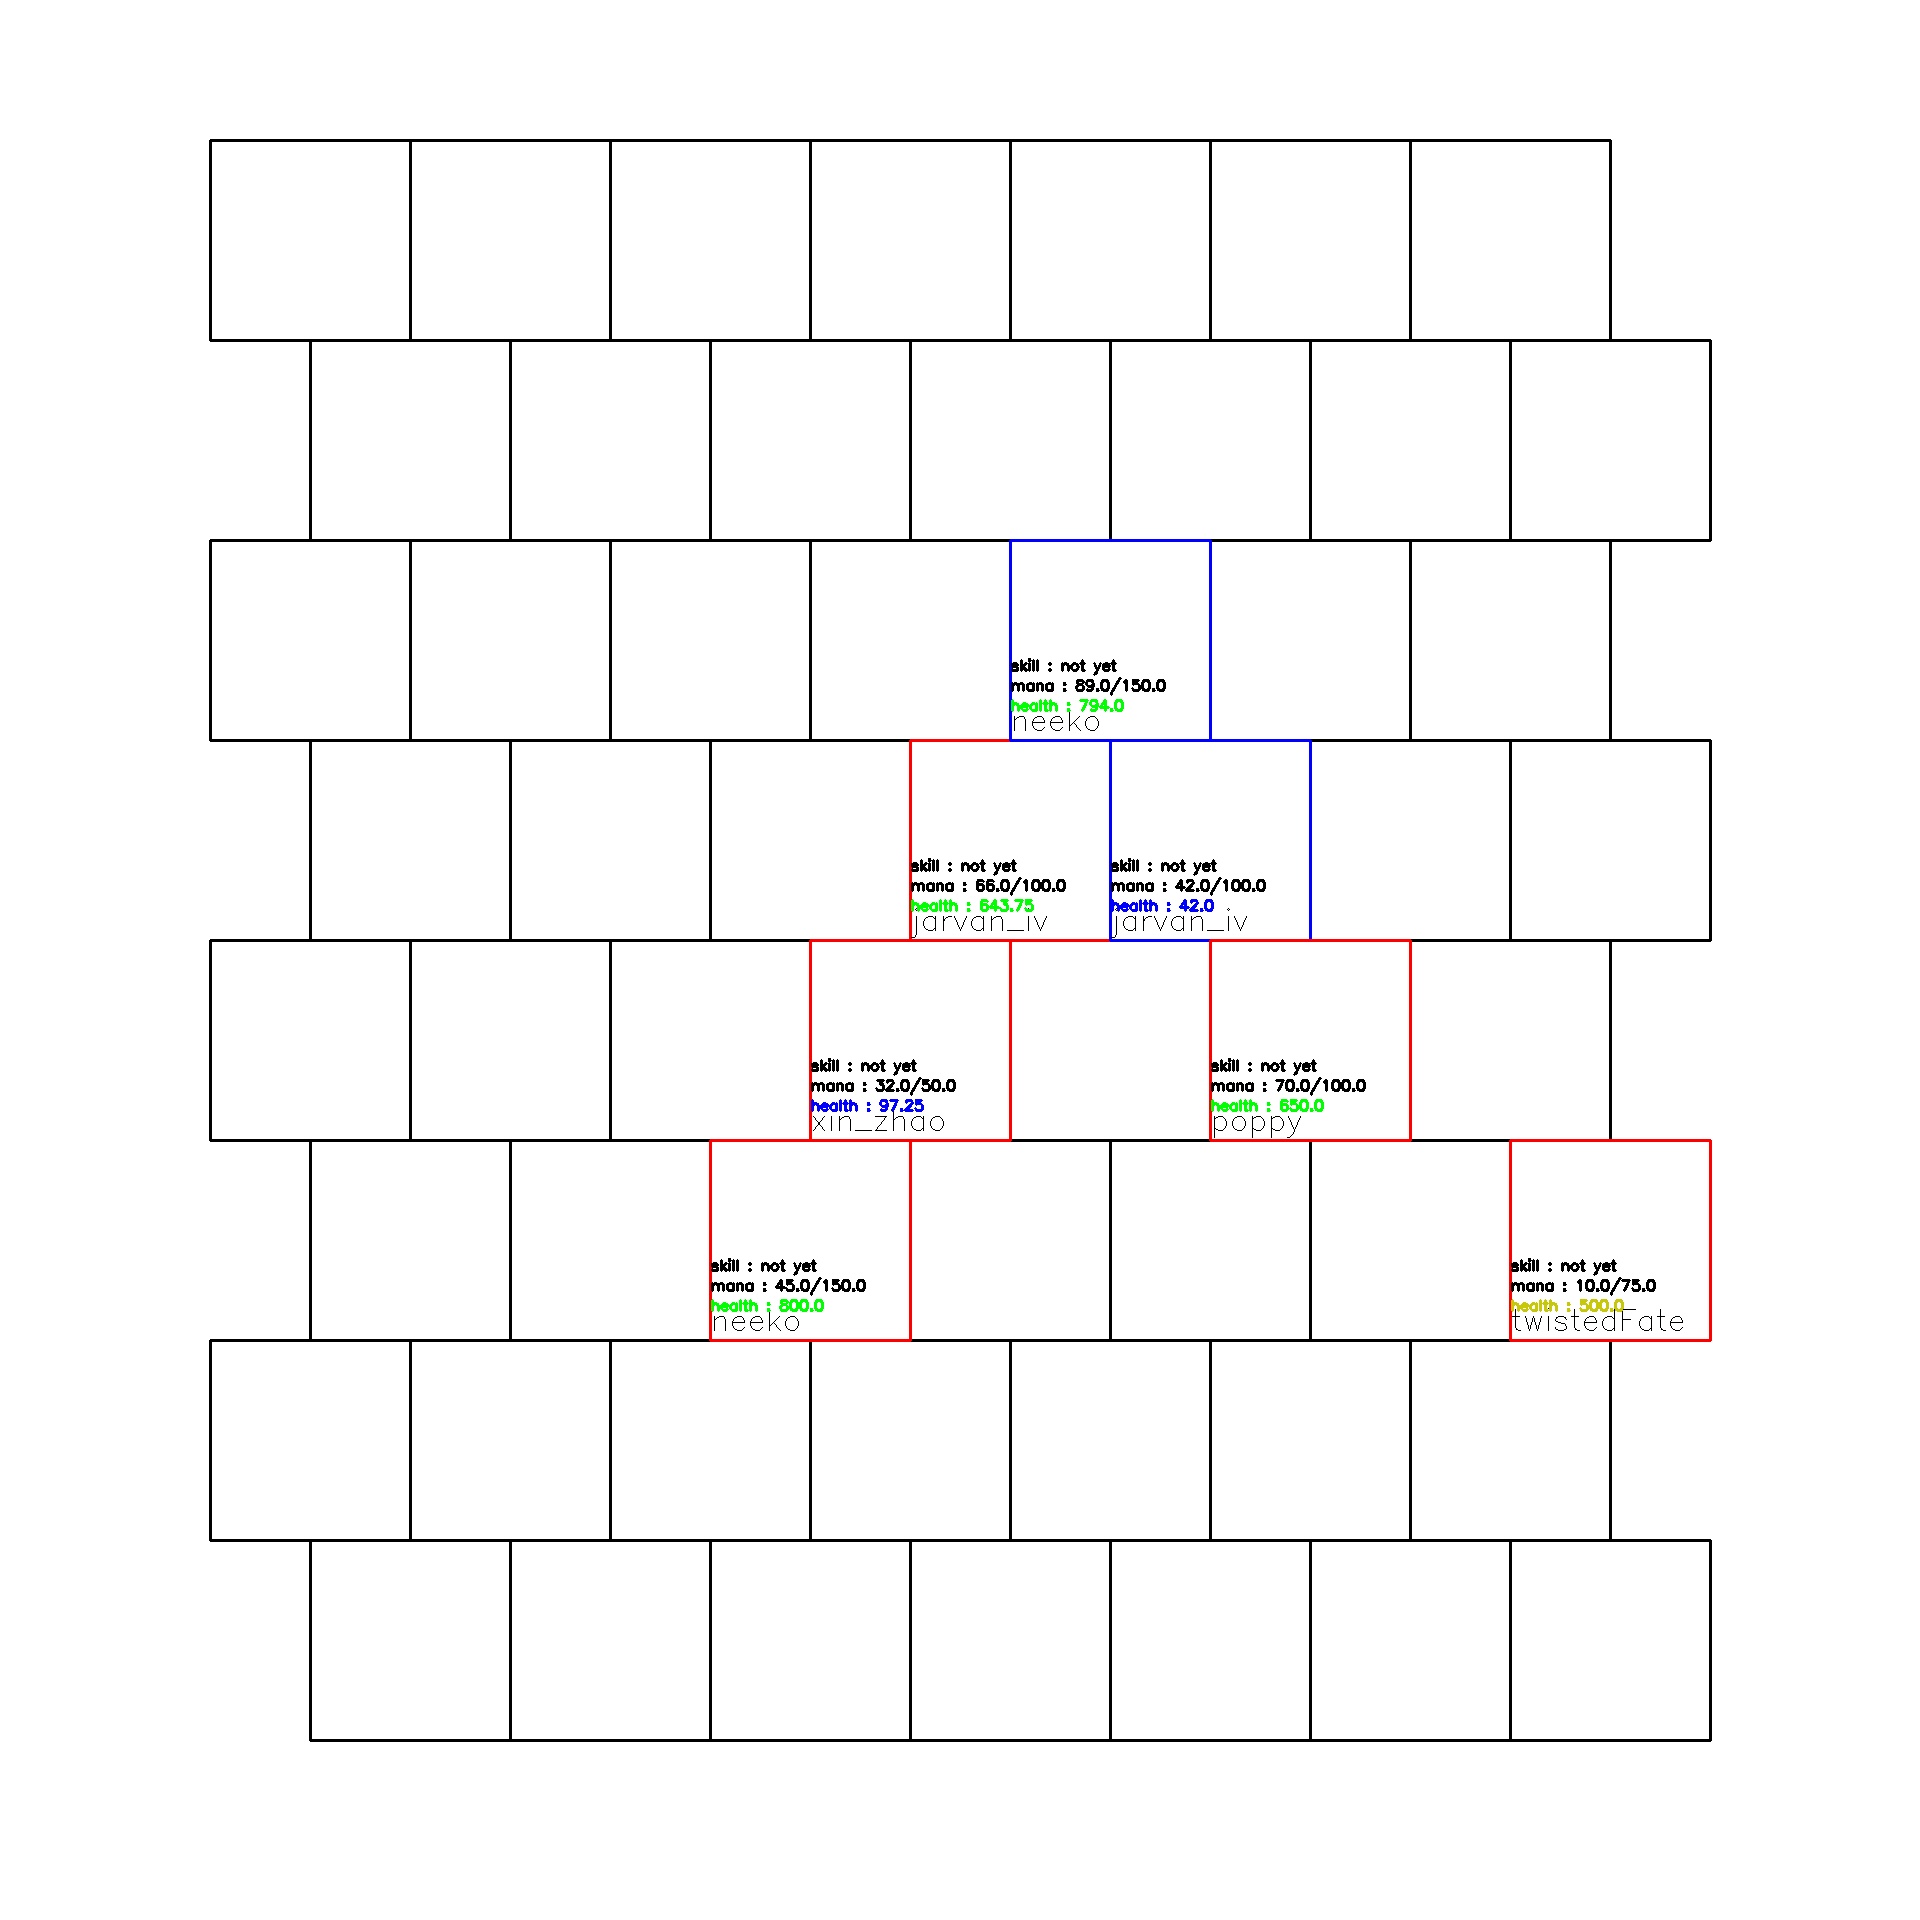 skill : not yet
mana : 89.0/150.0
health : 794.0
neeko
skill : not yet
mana : 66.0/100.0
health : 643.75
jarvan_iv
skill : not yet
mana : 42.0/100.0
health : 42.0
jarvan_iv
skill : not yet
mana : 32.0/50.0
health : 97.25
xin_zhao
skill : not yet
mana : 70.0/100.0
health : 650.0
poppy
skill : not yet
mana : 45.0/150.0
health : 800.0
neeko
skill : not yet
mana : 10.0/75.0
health : 500.0
twistedFate